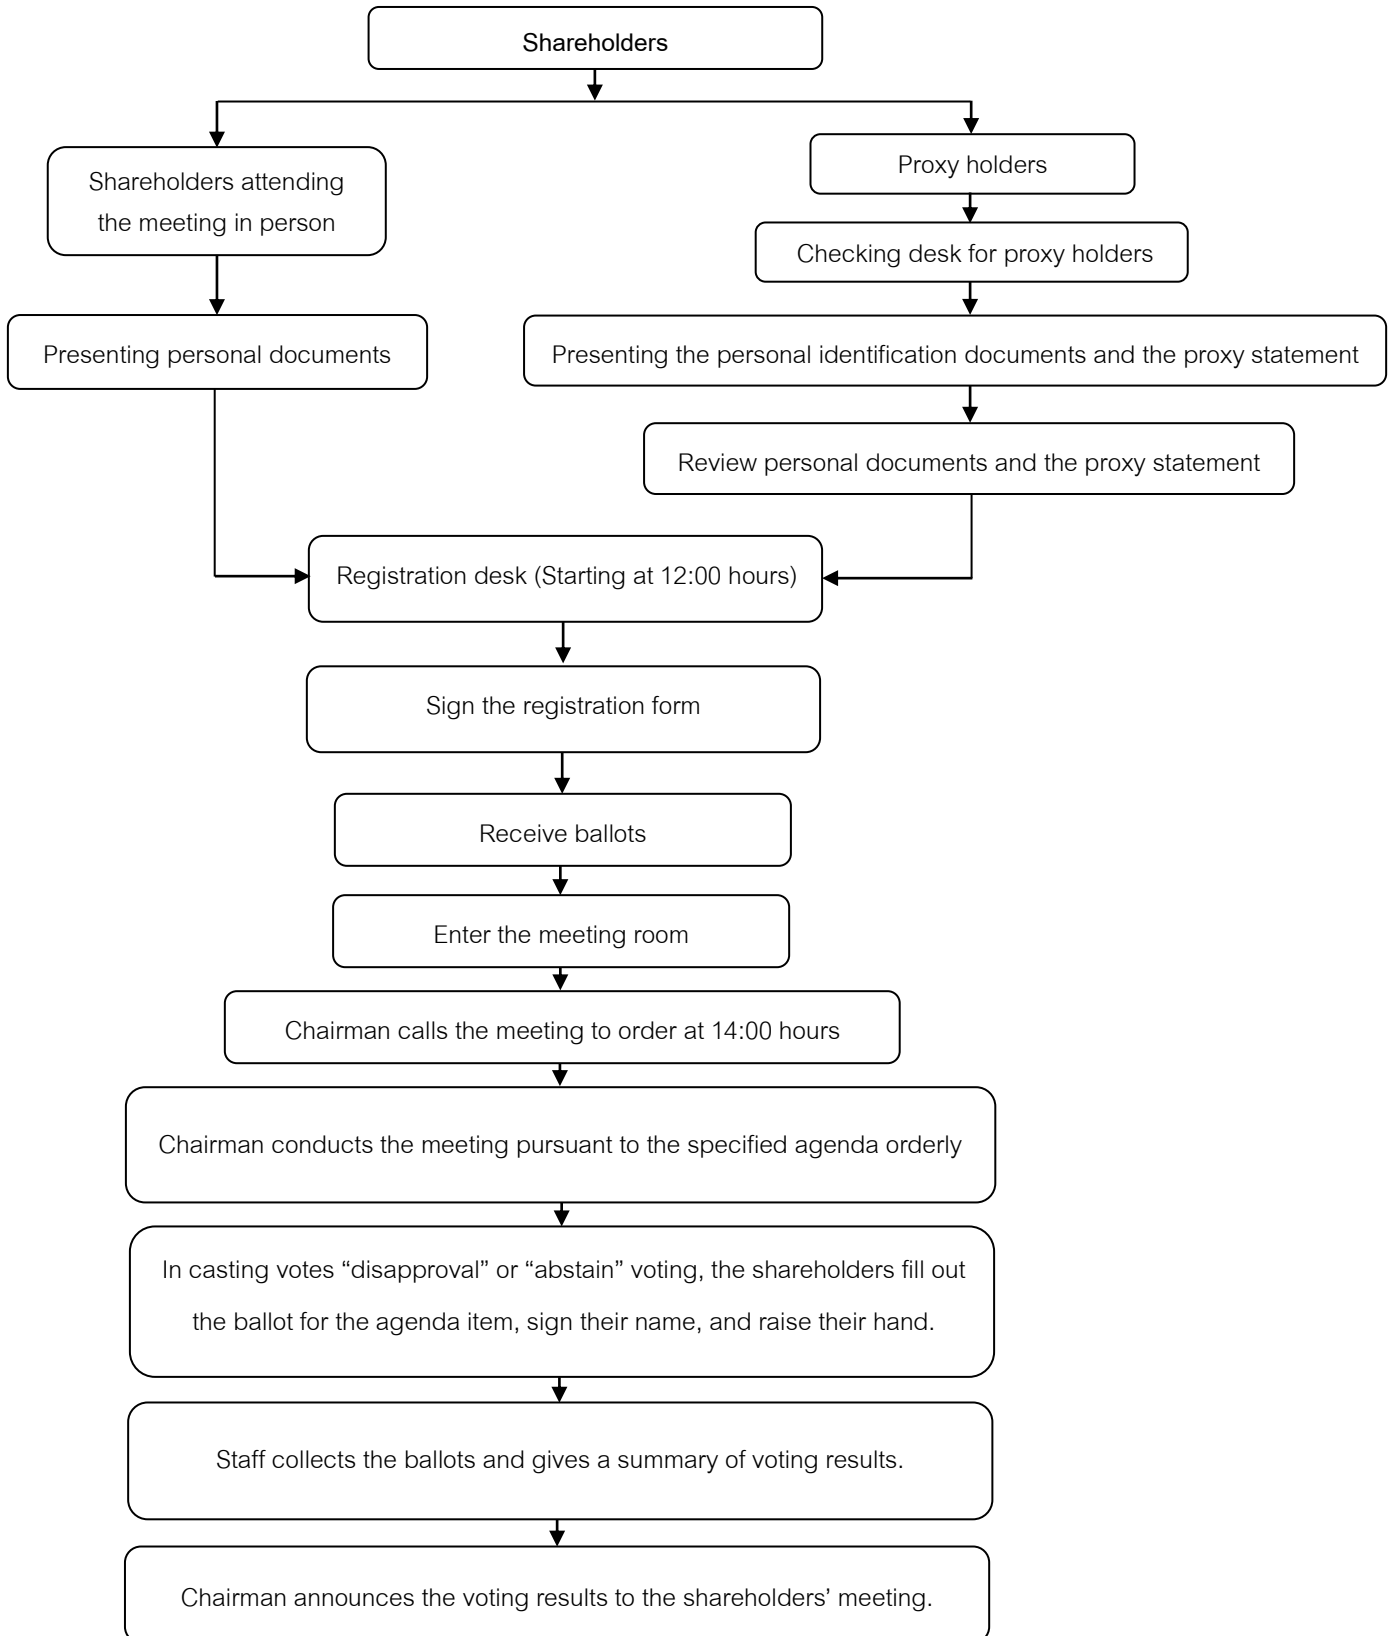 Shareholders
Shareholders attending
the meeting in person
Presenting personal documents
Proxy holders
Checking desk for proxy holders
Presenting the personal identification documents and the proxy statement
Review personal documents and the proxy statement
Registration desk (Starting at 12:00 hours)
Sign the registration form
Receive ballots
Enter the meeting room
Chairman calls the meeting to order at 14:00 hours
Chairman conducts the meeting pursuant to the specified agenda orderly
In casting votes “disapproval” or “abstain” voting, the shareholders fill out
the ballot for the agenda item, sign their name, and raise their hand.
Staff collects the ballots and gives a summary of voting results.
Chairman announces the voting results to the shareholders’ meeting.